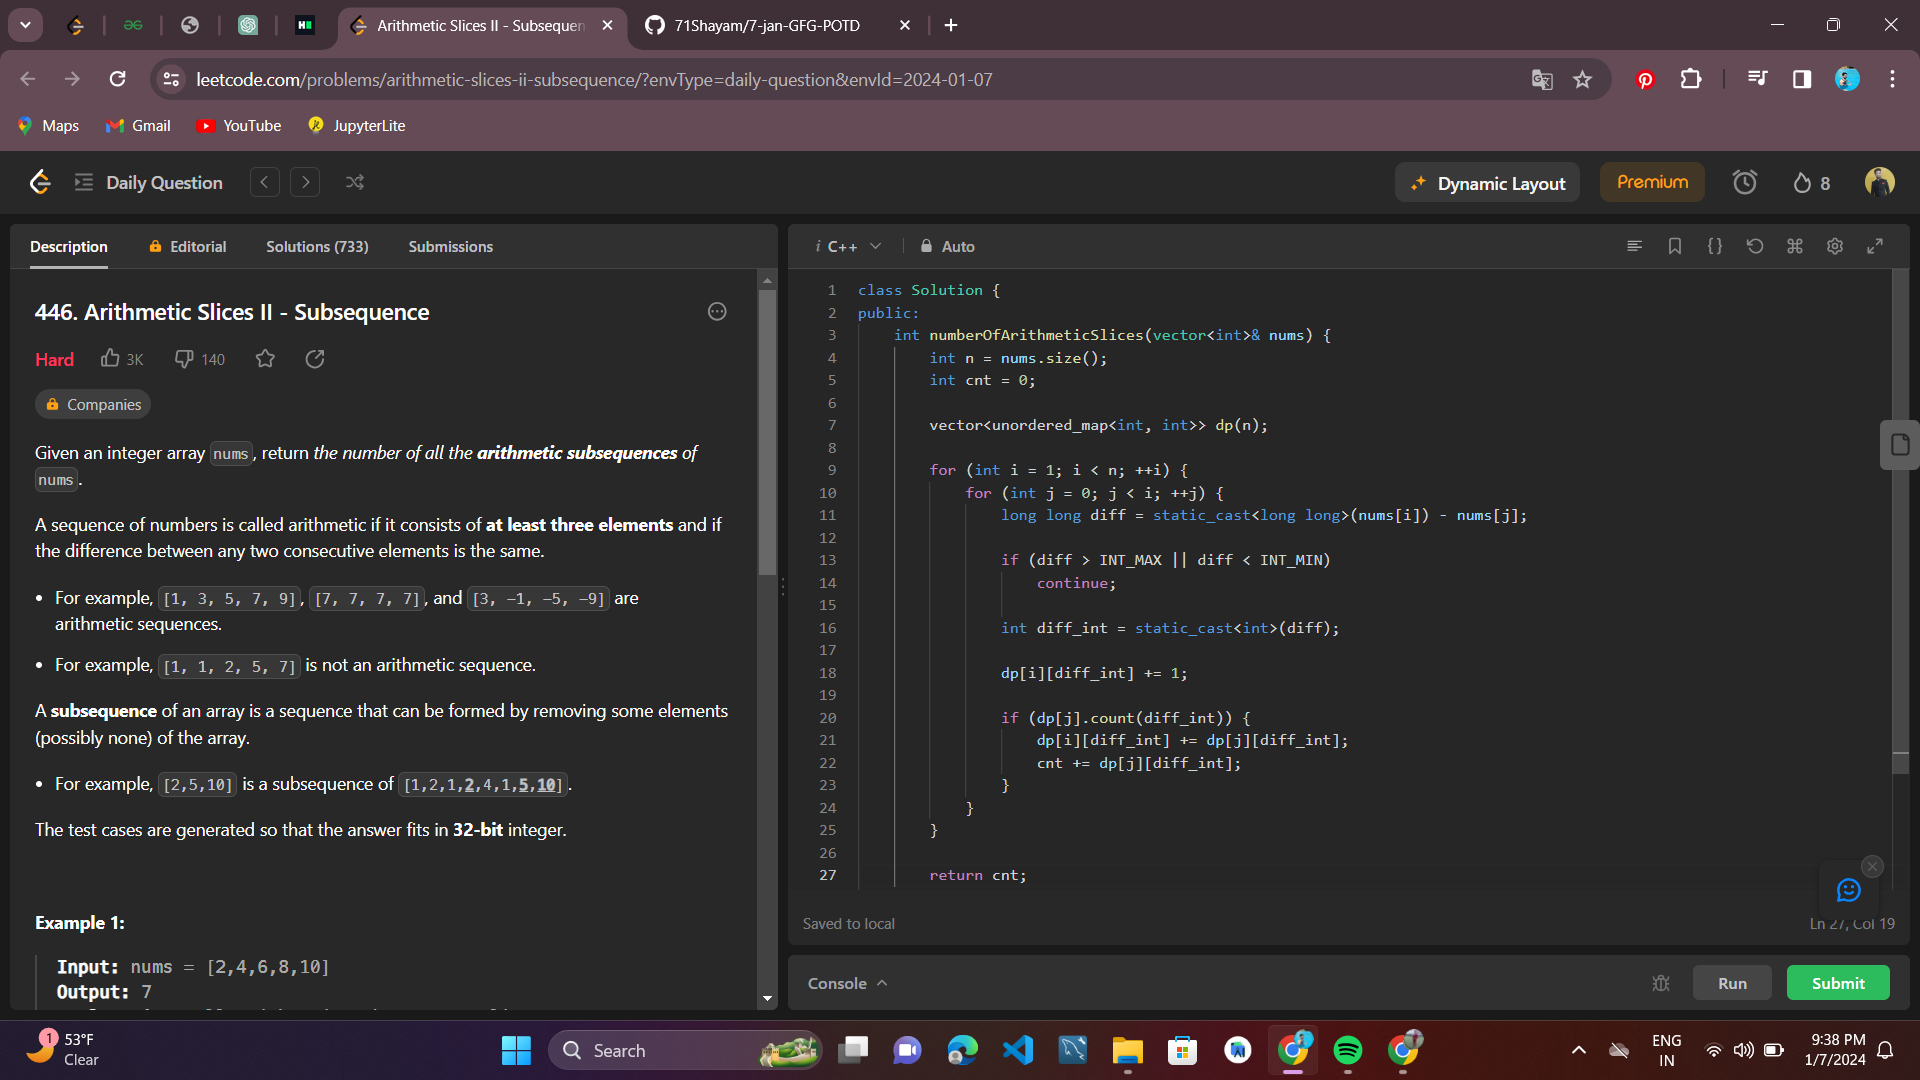 Arithmetic Slices II - Subsequen
71Shayam/7-jan-GFG-POTD
leetcode.com/problems/arithmetic-slices-ii-subsequence/?envType=daily-question&envId=2024-01-07
Maps
Gmail
YouTube
JupyterLite
Daily Question
Dynamic Layout
Premium
8
Description
Editorial
Solutions (733)
Submissions
446. Arithmetic Slices II - Subsequence
Hard
3K
140
Companies
Given an integer array nums, return the number of all the arithmetic subsequences of
nums.
A sequence of numbers is called arithmetic if it consists of at least three elements and if
the difference between any two consecutive elements is the same.
• For example, [1, 3, 5, 7, 9], [7, 7, 7, 7], and [3, −1, −5, −9] are
arithmetic sequences.
• For example, [1, 1, 2, 5, 7] is not an arithmetic sequence.
A subsequence of an array is a sequence that can be formed by removing some elements
(possibly none) of the array.
• For example, [2,5,10] is a subsequence of [1,2,1,2,4,1,5,10].
The test cases are generated so that the answer fits in 32-bit integer.
Example 1:
Input: nums = [2,4,6,8,10]
Output: 7
i C++
Auto
1 class Solution {
2 public:
3 int numberOfArithmeticSlices(vector<int>& nums) {
4 int n = nums.size();
5 int cnt = 0;
6
7 vector<unordered_map<int, int>> dp(n);
8
9 for (int i = 1; i < n; ++i) {
10 for (int j = 0; j < i; ++j) {
11 long long diff = static_cast<long long>(nums[i]) - nums[j];
12
13 if (diff > INT_MAX || diff < INT_MIN)
14 continue;
15
16 int diff_int = static_cast<int>(diff);
17
18 dp[i][diff_int] += 1;
19
20 if (dp[j].count(diff_int)) {
21 dp[i][diff_int] += dp[j][diff_int];
22 cnt += dp[j][diff_int];
23 }
24 }
25 }
26
27 return cnt;
Saved to local
Ln 27, Col 19
Console
Run
Submit
1
53°F
Clear
Search
ENG
IN
9:38 PM
1/7/2024